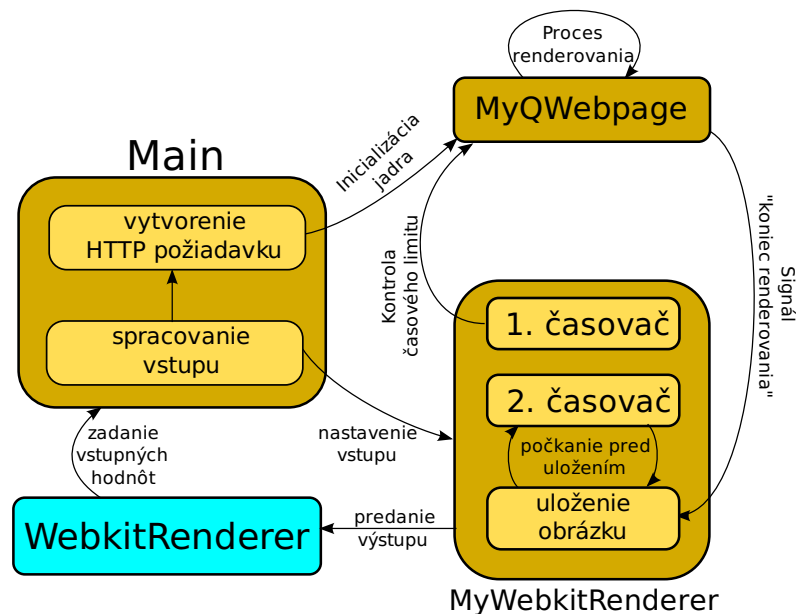 Proces
renderovania
MyQWebpage
Main
Inicializácia
jadra
vytvorenie
HTTP požiadavku
spracovanie
vstupu
Kontrola
časového limitu
Signál
"koniec renderovania"
1. časovač
2. časovač
počkanie pred
uložením
uloženie
obrázku
zadanie
vstupných
hodnôt
nastavenie
vstupu
WebkitRenderer
predanie
výstupu
MyWebkitRenderer